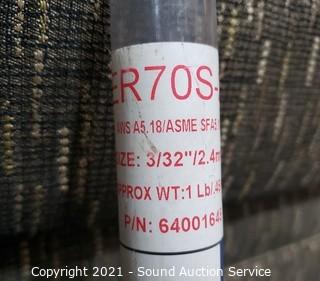 ER70S-
AWS A5.18/ASME SFA5.
SIZE: 3/32"/2.4m
APPROX WT:1 Lb/.45
P/N: 6400164
Copyright 2021 - Sound Auction Service